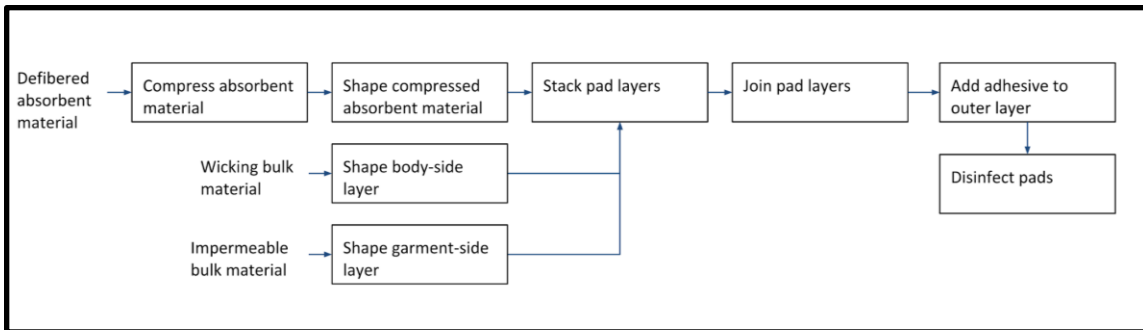 Defibered
absorbent
material
Compress absorbent
material
Shape compressed
absorbent material
Stack pad layers
Join pad layers
Add adhesive to
outer layer
Wicking bulk
material
Shape body-side
layer
Disinfect pads
Impermeable
bulk material
Shape garment-side
layer